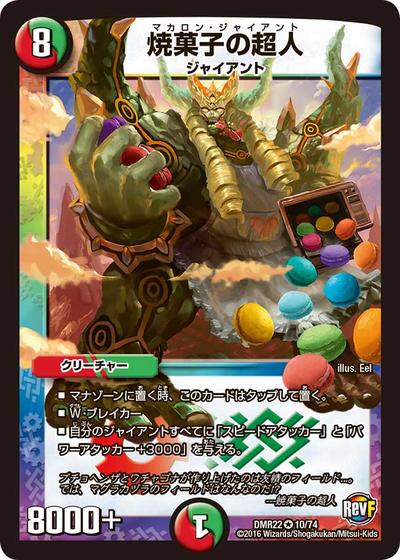 8
マカロン・ジャイアント
焼菓子の超人
ジャイアント
illus. Eel
クリーチャー
■ マナゾーンに置く時、このカードはタップして置く。
■ W・ブレイカー
■ 自分のジャイアントすべてに「スピードアタッカー」と「パ
ワーアタッカー +3000」を与える。
プチョヘンザとワチャゴナが作り上げたのは友情のフィールド…。
では、マグラカヅラのフィールドはなんなのだ!?
---焼菓子の超人
8000+
1
DMR22 10/74
©2016 Wizards/Shogakukan/Mitsui-Kids
RevF